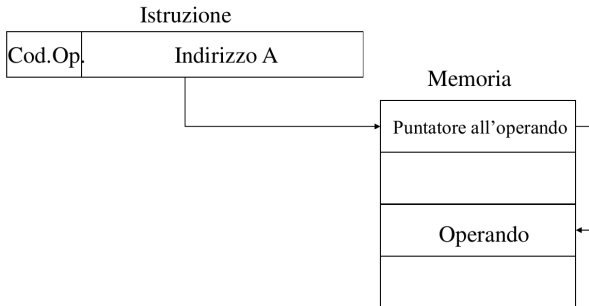 Istruzione
Cod.Op.
Indirizzo A
Memoria
Puntatore all’operando
Operando